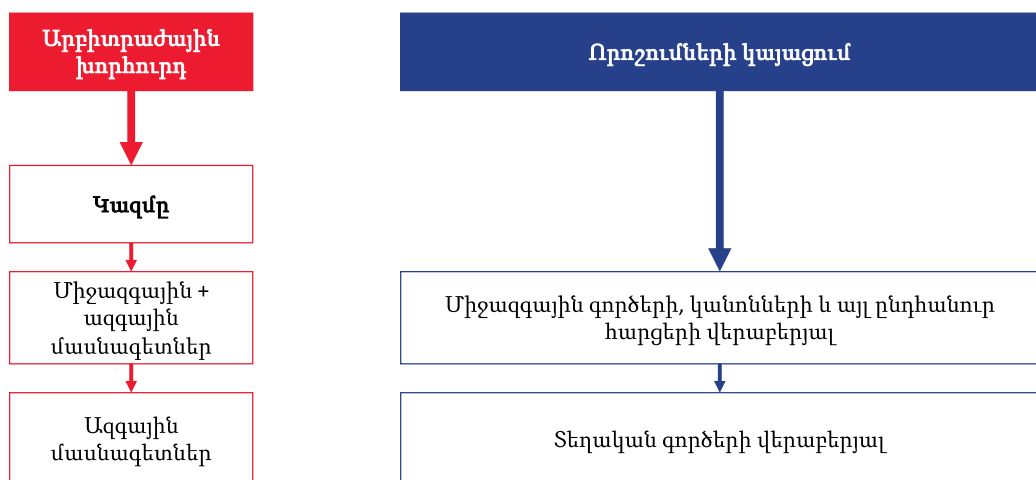 Արբիտրաժային
խորհուրդ
Որոշումների կայացում
Կազմը
Միջազգային +
ազգային
մասնագետներ
Միջազգային գործերի, կանոնների և այլ ընդհանուր
հարցերի վերաբերյալ
Ազգային
մասնագետներ
Տեղական գործերի վերաբերյալ